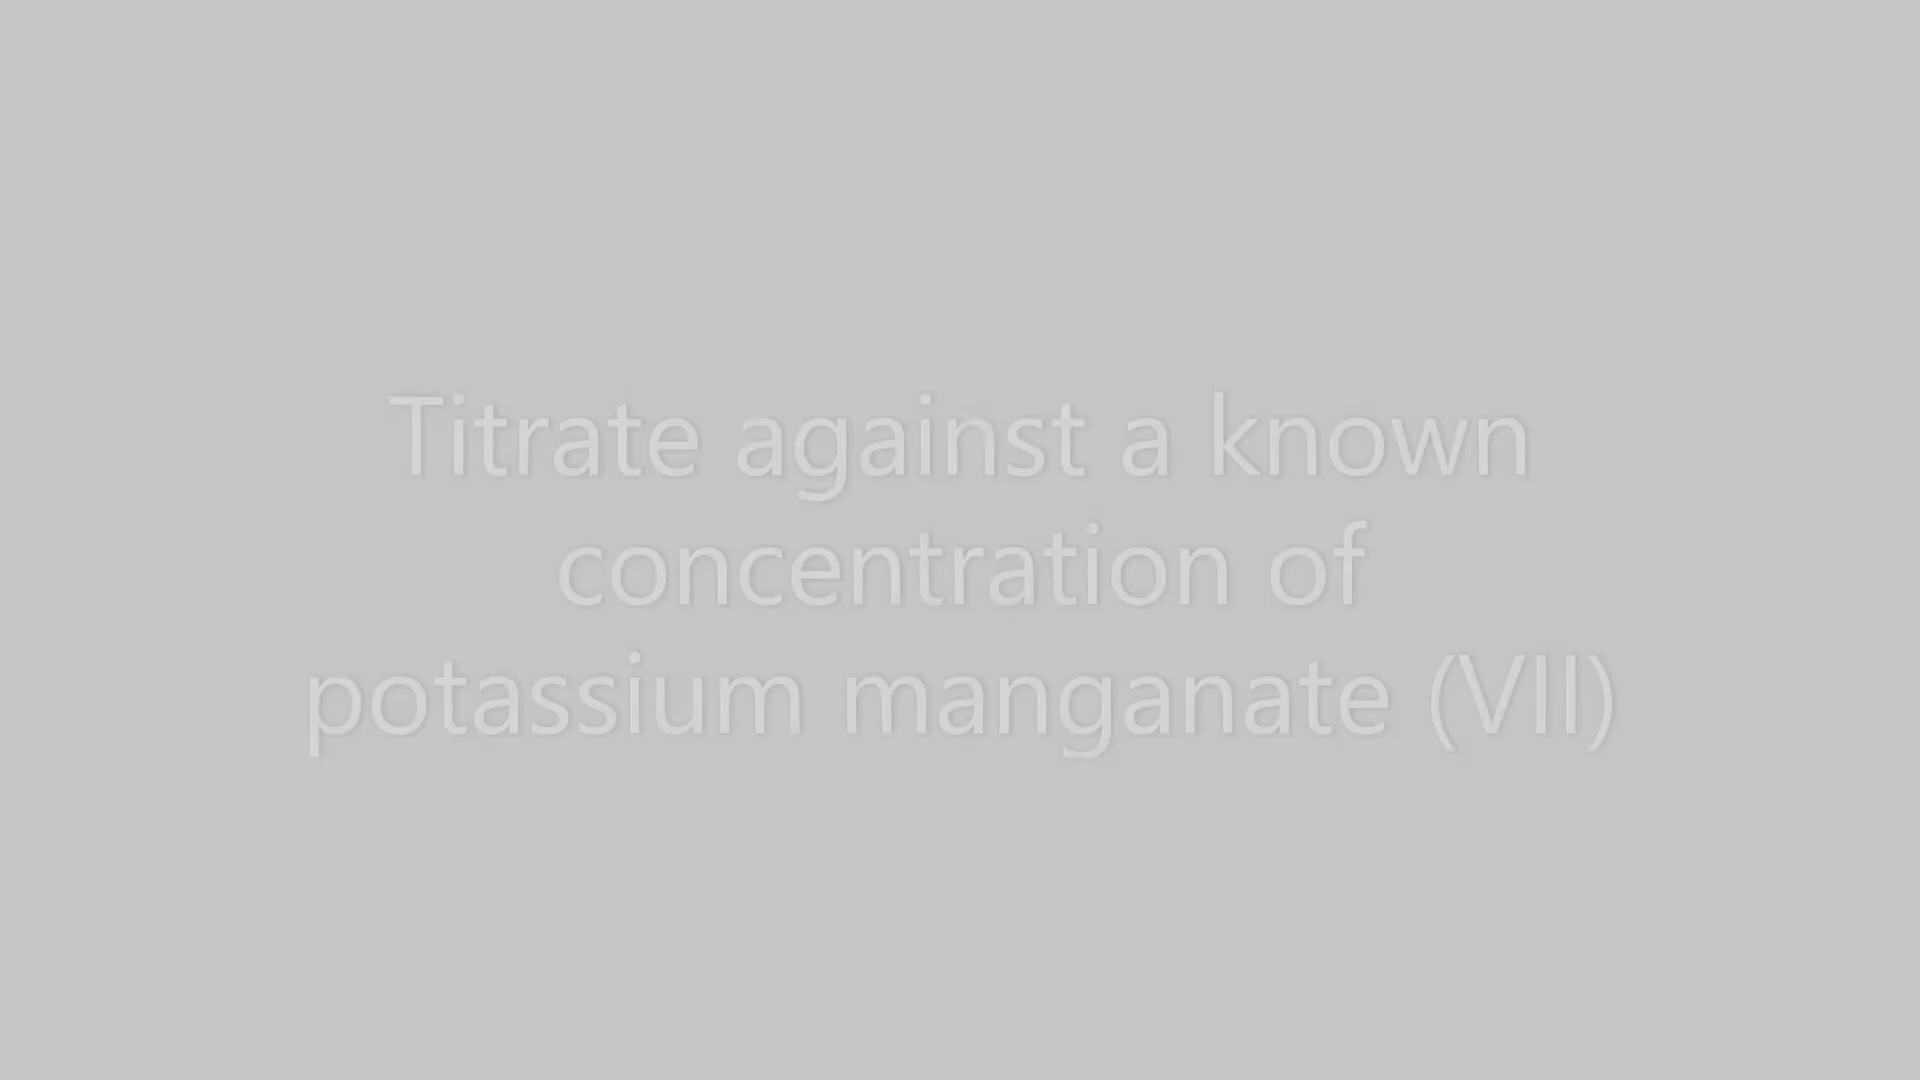 Titrate against a known
concentration of
potassium manganate (VII)